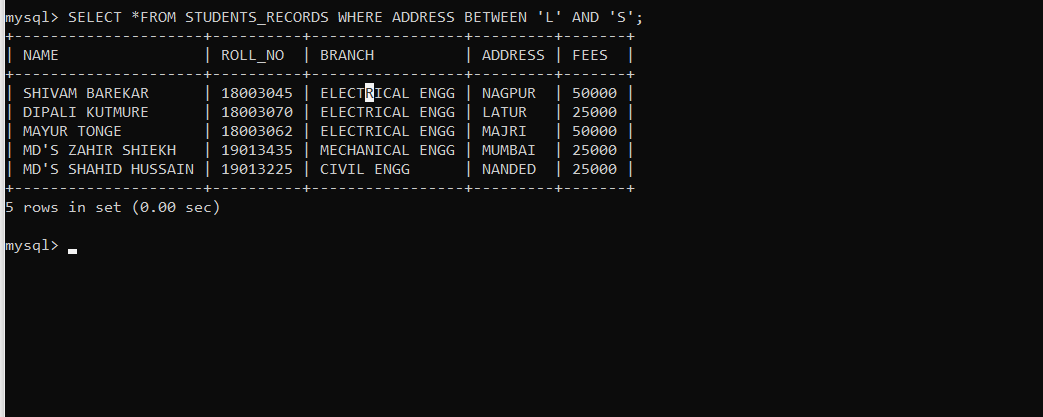 mysql> SELECT *FROM STUDENTS_RECORDS WHERE ADDRESS BETWEEN 'L' AND 'S';
+---------------------+----------+-----------------+---------+-------+
| NAME                | ROLL_NO  | BRANCH          | ADDRESS | FEES  |
+---------------------+----------+-----------------+---------+-------+
| SHIVAM BAREKAR      | 18003045 | ELECTRICAL ENGG | NAGPUR  | 50000 |
| DIPALI KUTMURE      | 18003070 | ELECTRICAL ENGG | LATUR   | 25000 |
| MAYUR TONGE         | 18003062 | ELECTRICAL ENGG | MAJRI   | 50000 |
| MD'S ZAHIR SHIEKH   | 19013435 | MECHANICAL ENGG | MUMBAI  | 25000 |
| MD'S SHAHID HUSSAIN | 19013225 | CIVIL ENGG      | NANDED  | 25000 |
+---------------------+----------+-----------------+---------+-------+
5 rows in set (0.00 sec)
mysql>